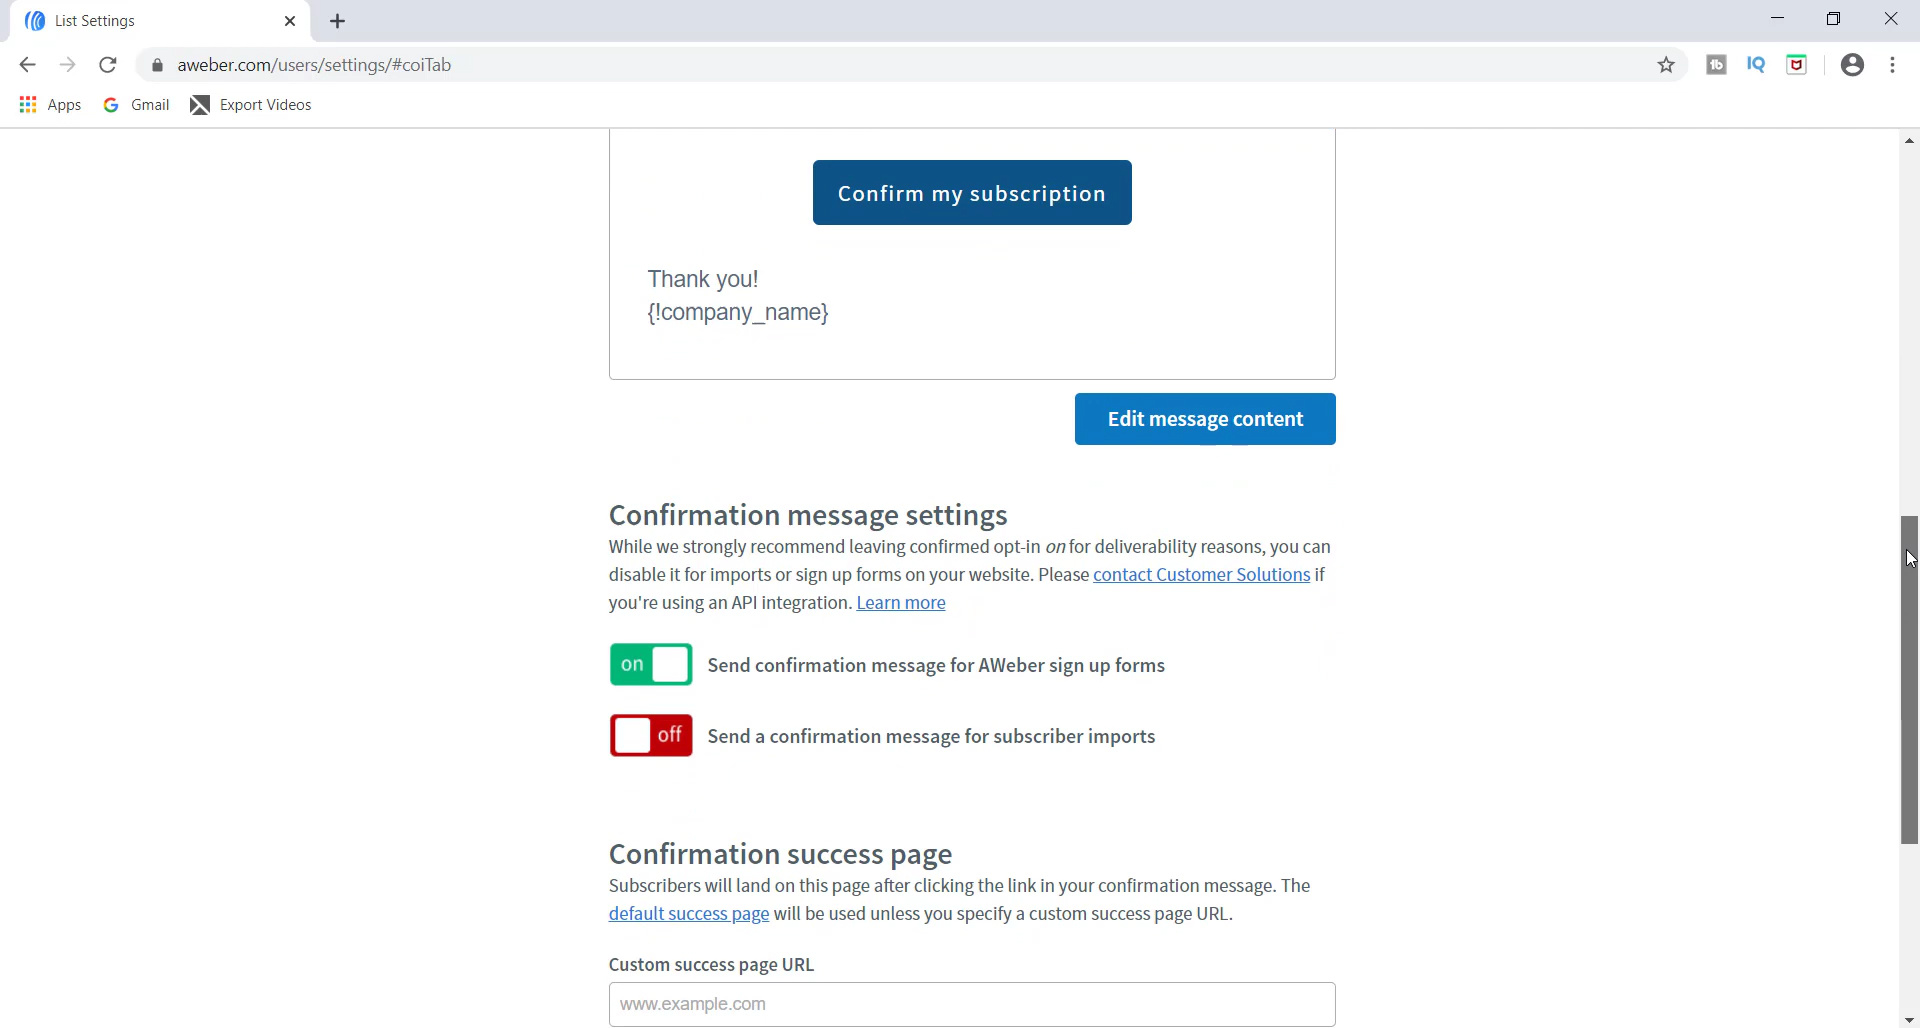 List Settings
aweber.com/users/settings/#coiTab
Apps
Gmail
Export Videos
Confirm my subscription
Thank you!
{!company_name}
Edit message content
Confirmation message settings
While we strongly recommend leaving confirmed opt-in on for deliverability reasons, you can
disable it for imports or sign up forms on your website. Please contact Customer Solutions if
you're using an API integration. Learn more
on Send confirmation message for AWeber sign up forms
off Send a confirmation message for subscriber imports
Confirmation success page
Subscribers will land on this page after clicking the link in your confirmation message. The
default success page will be used unless you specify a custom success page URL.
Custom success page URL
www.example.com